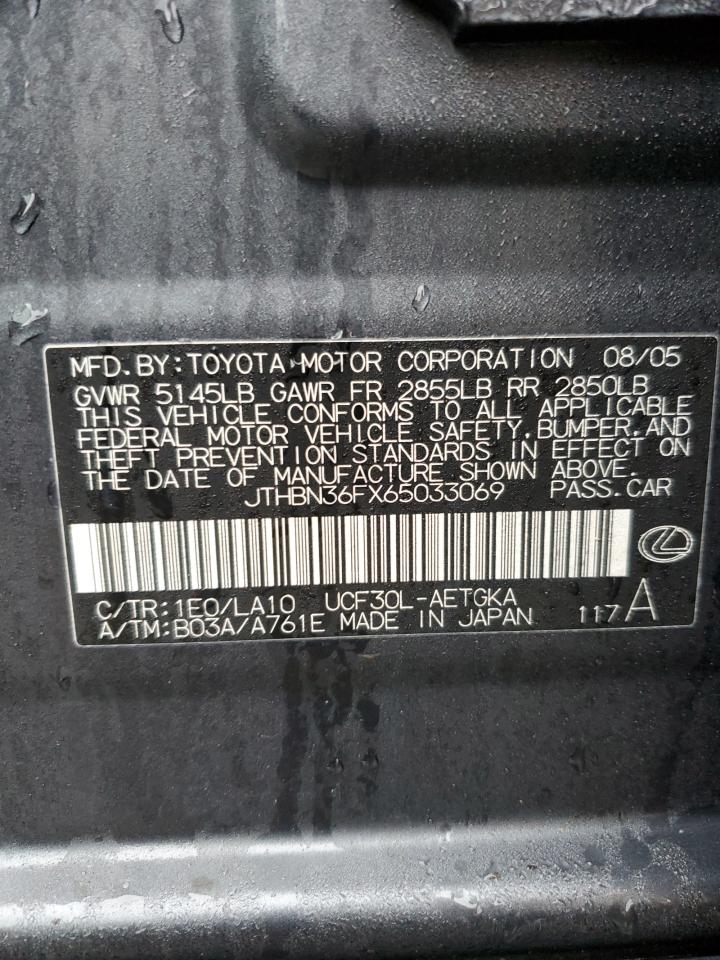 MFD.BY:TOYOTA MOTOR CORPORATION 08/05
GVWR 5145LB GAWR FR 2855LB RR 2850LB
THIS VEHICLE CONFORMS TO ALL APPLICABLE
FEDERAL MOTOR VEHICLE SAFETY,BUMPER,AND
THEFT PREVENTION STANDARDS IN EFFECT ON
THE DATE OF MANUFACTURE SHOWN ABOVE.
JTHBN36FX65033069 PASS.CAR
C/TR:1E0/LA10 UCF30L-AETGKA
A/TM:B03A/A761E MADE IN JAPAN 117A